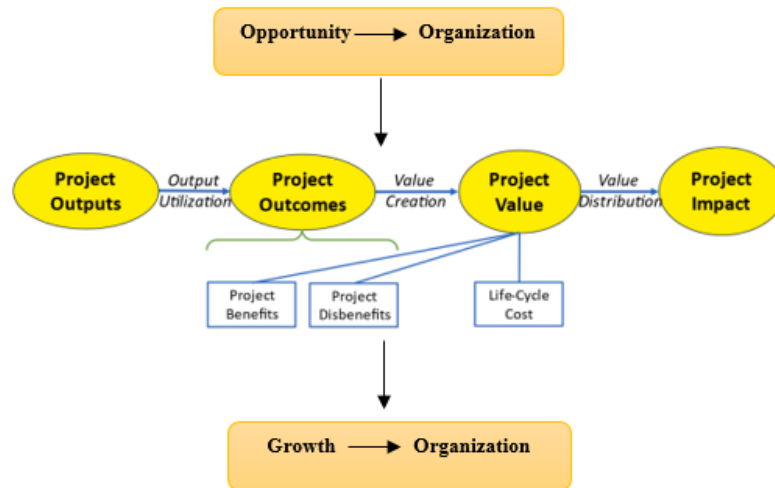 Opportunity Organization
Project
Outputs
Output
Utilization
Project
Outcomes
Value
Creation
Project
Value
Value
Distribution
Project
Impact
Project
Benefits
Project
Disbenefits
Life-Cycle
Cost
Growth Organization